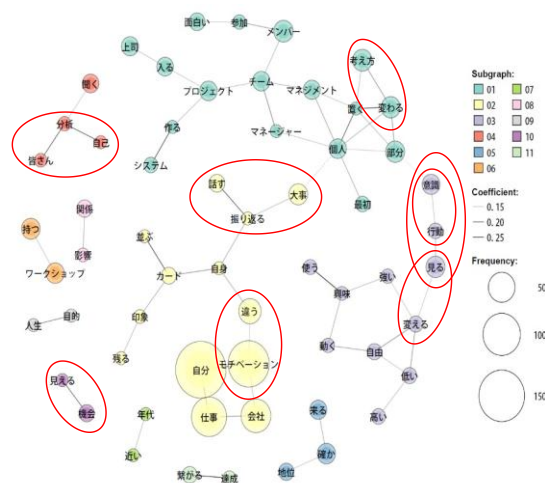 面白い
参加
メンバー
上司
入る
プロジェクト
チーム
マネジメント
考え方
置く
変わる
作る
マネージャー
個人
部分
システム
最初
聞く
分析
自己
皆さん
話す
大事
振り返る
意識
行動
見る
関係
影響
持つ
ワークショップ
並ぶ
カード
自身
使う
興味
強い
変える
動く
自由
低い
高い
人生
目的
印象
残る
違う
自分
モチベーション
仕事
会社
見える
機会
年代
近い
来る
確か
地位
繋がる
達成
Subgraph:
01
02
03
04
05
06
07
08
09
10
11
Coefficient:
0. 15
0. 20
0. 25
Frequency:
50
100
150